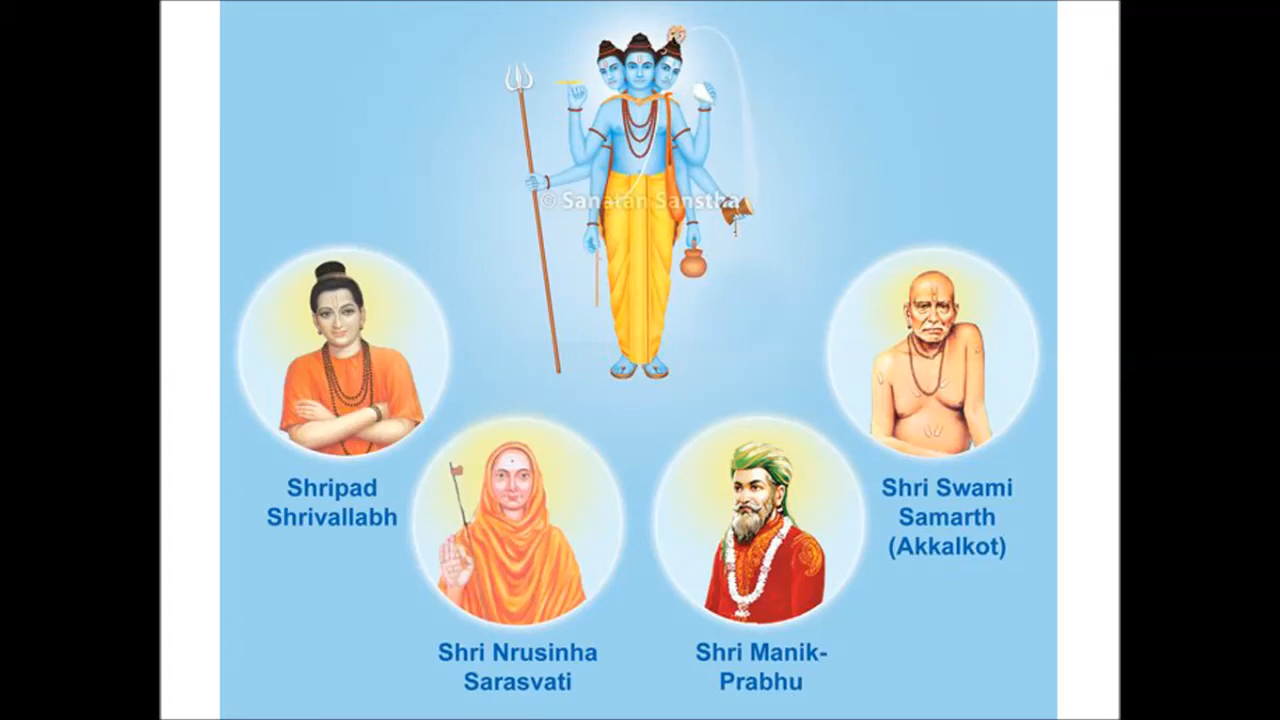 © Sanatan Sanstha
Shripad
Shrivallabh
Shri Nrusinha
Sarasvati
Shri Manik-
Prabhu
Shri Swami
Samarth
(Akkalkot)